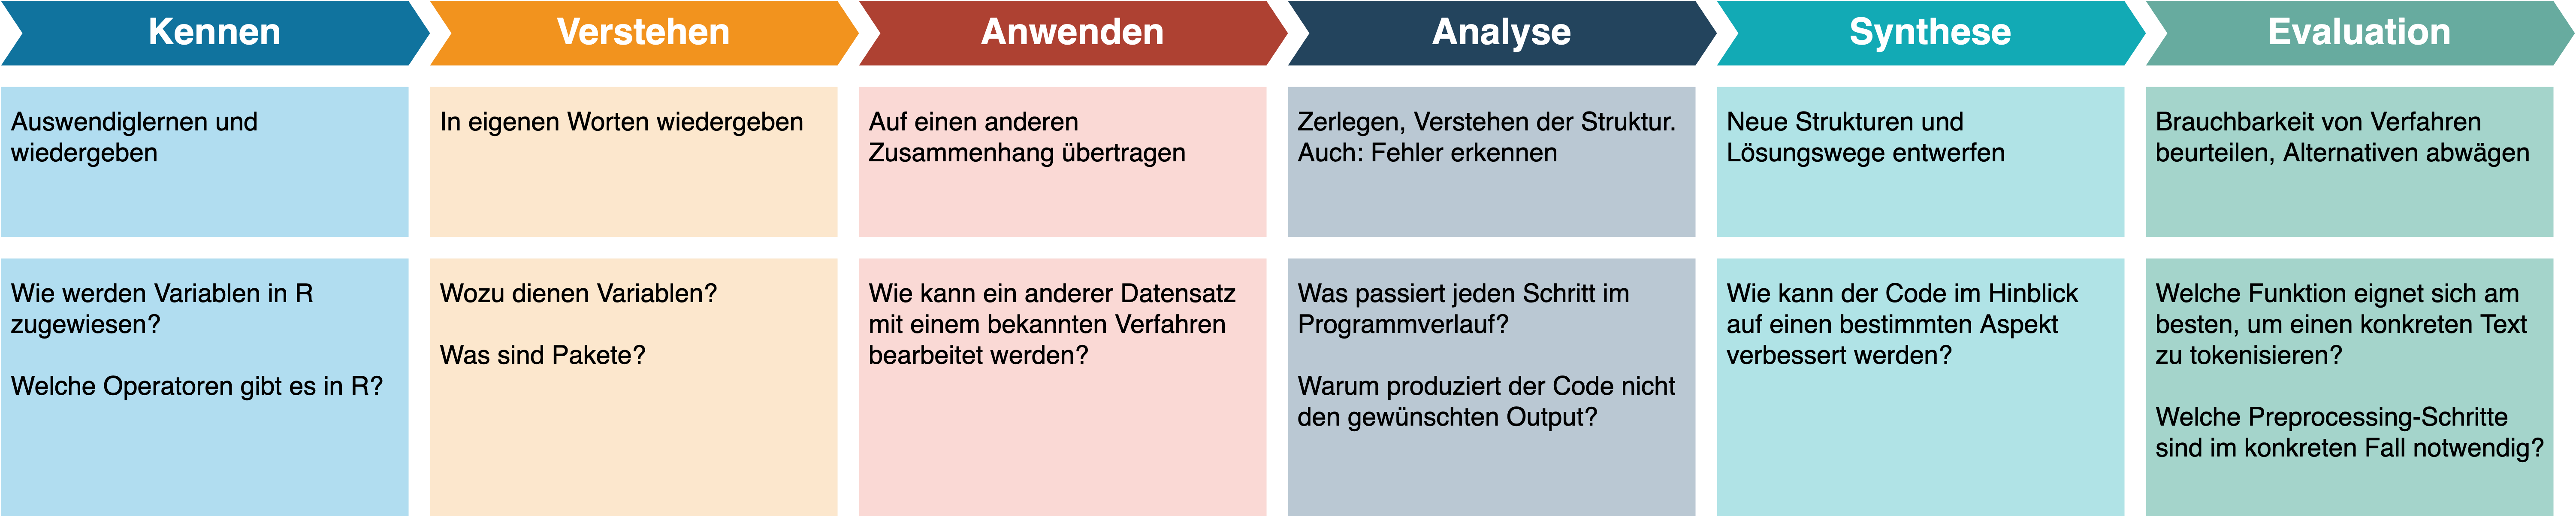 Kennen
Verstehen
Anwenden
Analyse
Synthese
Evaluation
Auswendiglernen und
wiedergeben
In eigenen Worten wiedergeben
Auf einen anderen
Zusammenhang übertragen
Zerlegen, Verstehen der Struktur.
Auch: Fehler erkennen
Neue Strukturen und
Lösungswege entwerfen
Brauchbarkeit von Verfahren
beurteilen, Alternativen abwägen
Wie werden Variablen in R
zugewiesen?
Welche Operatoren gibt es in R?
Wozu dienen Variablen?
Was sind Pakete?
Wie kann ein anderer Datensatz
mit einem bekannten Verfahren
bearbeitet werden?
Was passiert jeden Schritt im
Programmverlauf?
Warum produziert der Code nicht
den gewünschten Output?
Wie kann der Code im Hinblick
auf einen bestimmten Aspekt
verbessert werden?
Welche Funktion eignet sich am
besten, um einen konkreten Text
zu tokenisieren?
Welche Preprocessing-Schritte
sind im konkreten Fall notwendig?